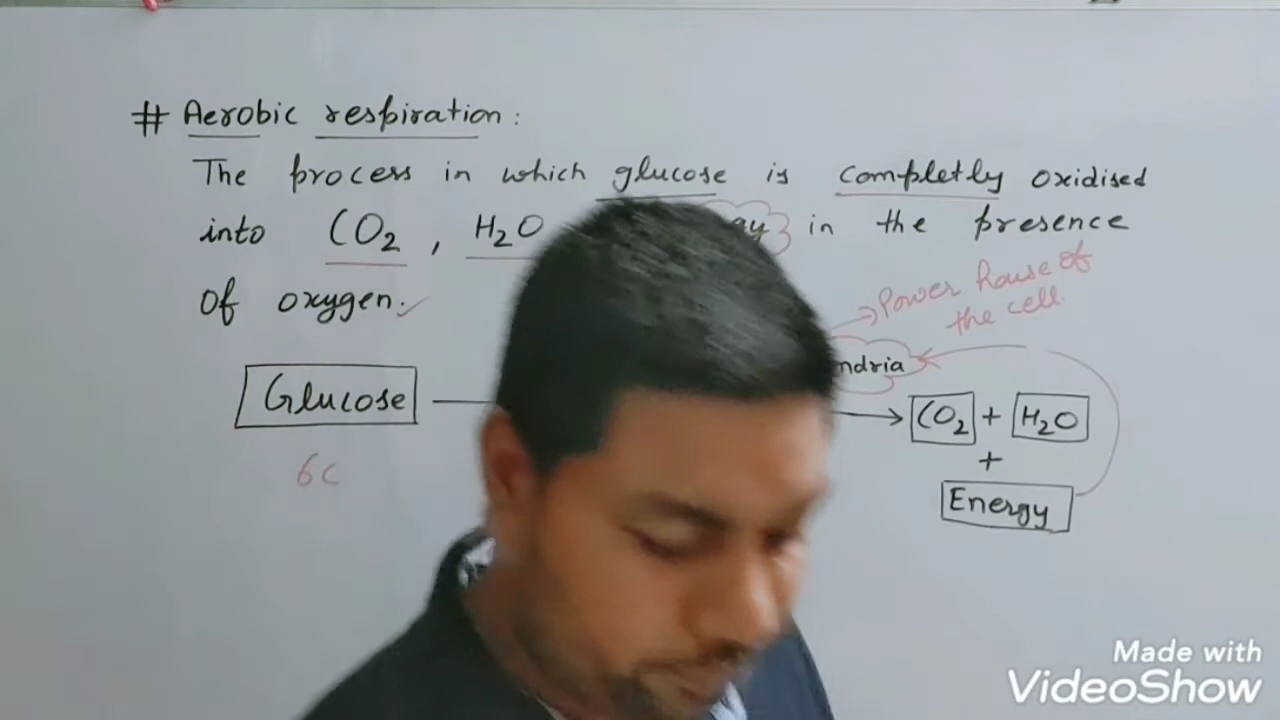 # Aerobic respiration:
The process in which glucose is completly oxidised
into CO2, H2O in the presence
of oxygen.
Power house of
the cell.
Glucose
CO2 + H2O
+
6C
Energy
Made with
VideoShow